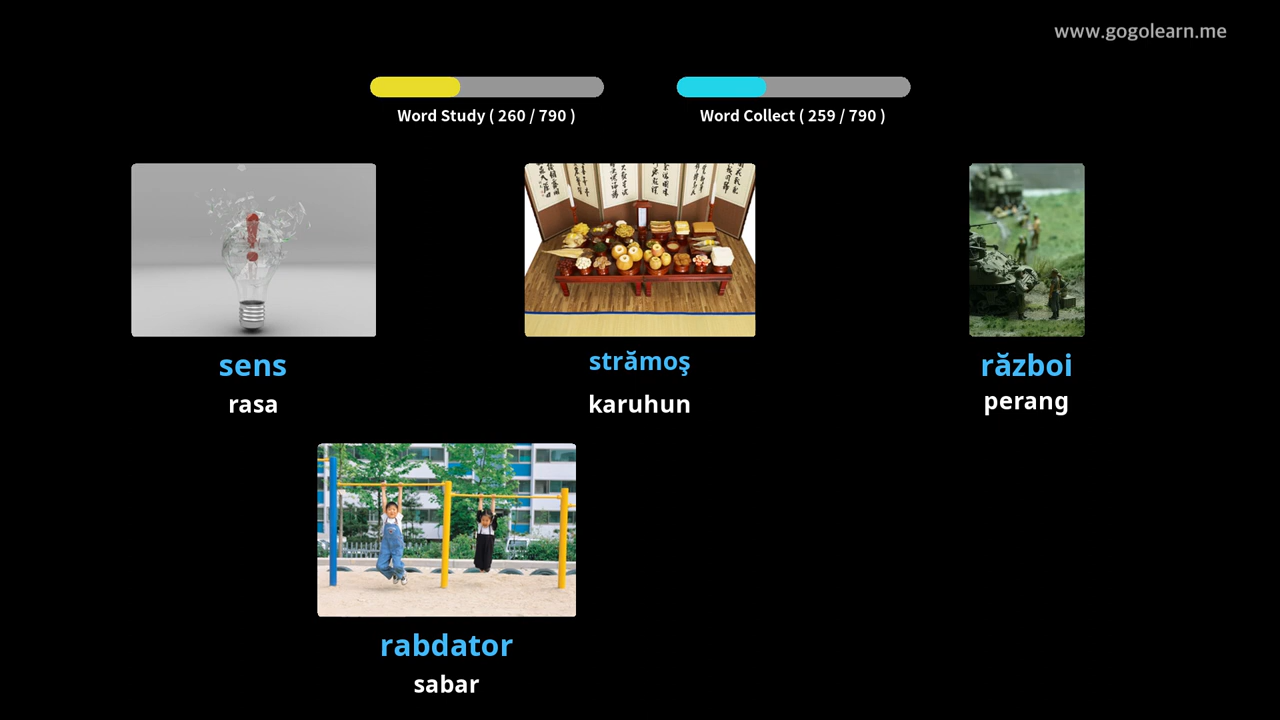 www.gogolearn.me
Word Study ( 260 / 790 )
Word Collect ( 259 / 790 )
sens
rasa
strămoş
karuhun
război
perang
rabdator
sabar